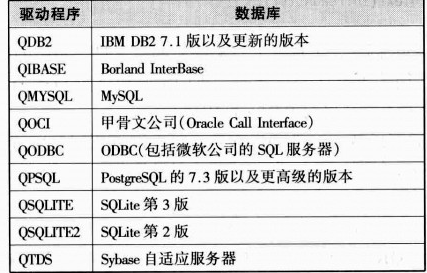 驱动程序 数据库
QDB2 IBM DB2 7.1 版以及更新的版本
QIBASE Borland InterBase
QMYSQL MySQL
QOCI 甲骨文公司(Oracle Call Interface)
QODBC ODBC(包括微软公司的 SQL 服务器)
QPSQL PostgreSQL 的 7.3 版以及更高级的版本
QSQLITE SQLite 第 3 版
QSQLITE2 SQLite 第 2 版
QTDS Sybase 自适应服务器